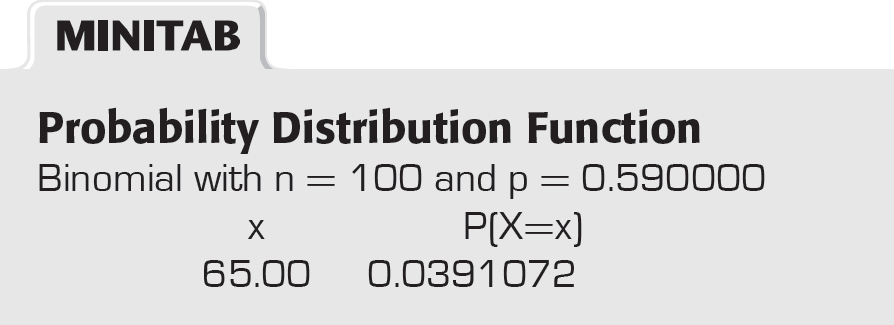 MINITAB
Probability Distribution Function
Binomial with n = 100 and p = 0.590000
x P(X=x)
65.00 0.0391072